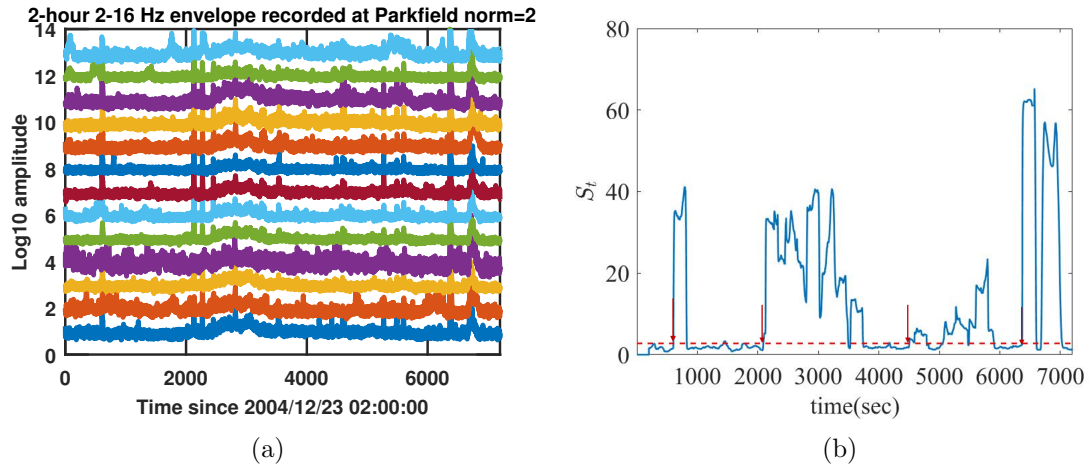 2-hour 2-16 Hz envelope recorded at Parkfield norm=2
14
12
10
8
6
4
2
0
Log10 amplitude
0 2000 4000 6000
Time since 2004/12/23 02:00:00
(a)
80
60
40
20
0
S_t
1000 2000 3000 4000 5000 6000 7000
time(sec)
(b)